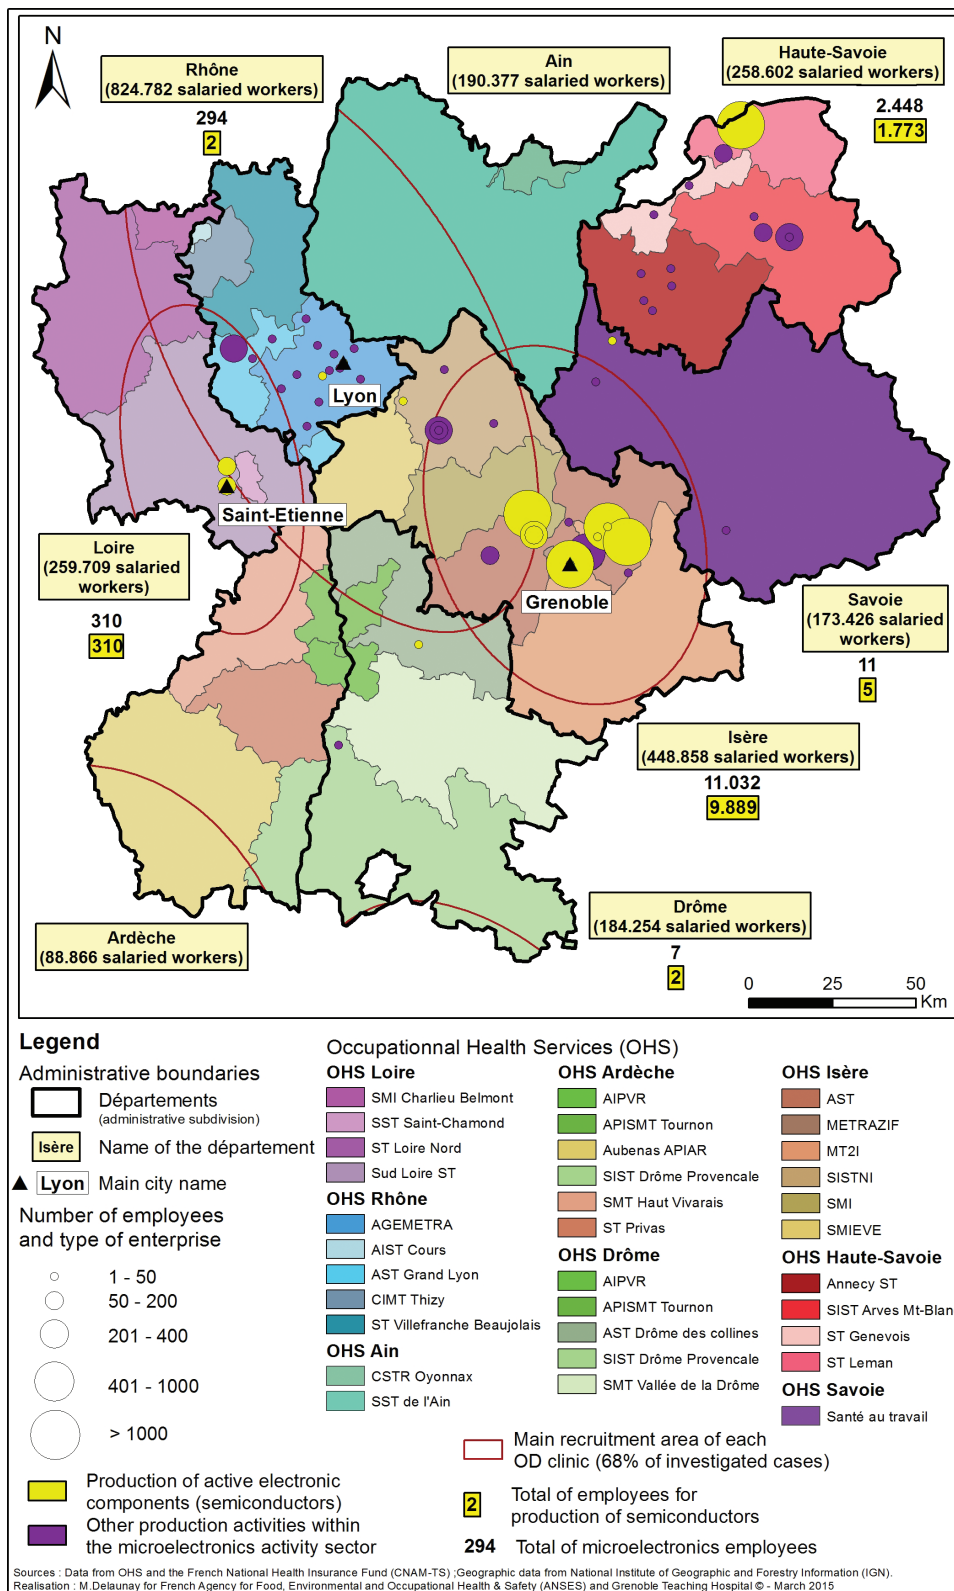 N
Rhône
(824.782 salaried workers)
294
2
Ain
(190.377 salaried workers)
Haute-Savoie
(258.602 salaried workers)
2.448
1.773
Lyon
Saint-Etienne
Grenoble
Loire
(259.709 salaried
workers)
310
310
Savoie
(173.426 salaried
workers)
11
5
Isère
(448.858 salaried workers)
11.032
9.889
Drôme
(184.254 salaried workers)
7
2
Ardèche
(88.866 salaried workers)
0 25 50
Km
Legend
Administrative boundaries
Départements
(administrative subdivision)
Isère Name of the département
Lyon Main city name
Number of employees
and type of enterprise
1 - 50
50 - 200
201 - 400
401 - 1000
> 1000
Production of active electronic
components (semiconductors)
Other production activities within
the microelectronics activity sector
Occupationnal Health Services (OHS)
OHS Loire
SMI Charlieu Belmont
SST Saint-Chamond
ST Loire Nord
Sud Loire ST
OHS Rhône
AGEMETRA
AIST Cours
AST Grand Lyon
CIMT Thizy
ST Villefranche Beaujolais
OHS Ain
CSTR Oyonnax
SST de l'Ain
OHS Ardèche
AIPVR
APISMT Tournon
Aubenas APIAR
SIST Drôme Provencale
SMT Haut Vivarais
ST Privas
OHS Drôme
AIPVR
APISMT Tournon
AST Drôme des collines
SIST Drôme Provencale
SMT Vallée de la Drôme
OHS Isère
AST
METRAZIF
MT2I
SISTNI
SMI
SMIEVE
OHS Haute-Savoie
Annecy ST
SIST Arves Mt-Blan
ST Genevois
ST Leman
OHS Savoie
Santé au travail
Main recruitment area of each
OD clinic (68% of investigated cases)
2 Total of employees for
production of semiconductors
294 Total of microelectronics employees
Sources : Data from OHS and the French National Health Insurance Fund (CNAM-TS) ;Geographic data from National Institute of Geographic and Forestry Information (IGN).
Realisation : M.Delaunay for French Agency for Food, Environmental and Occupational Health & Safety (ANSES) and Grenoble Teaching Hospital © - March 2015